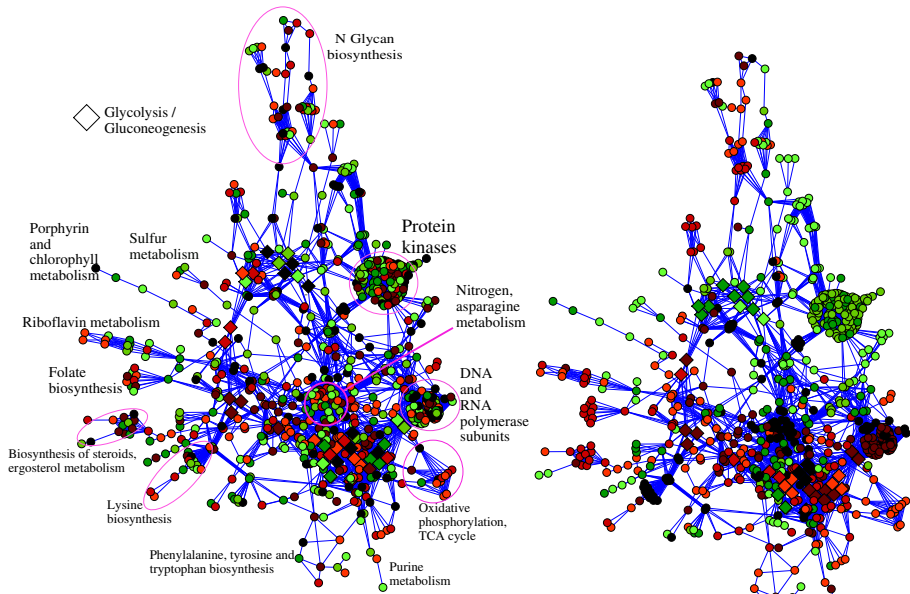 N Glycan
biosynthesis
Glycolysis /
Gluconeogenesis
Porphyrin
and
chlorophyll
metabolism
Sulfur
metabolism
Protein
kinases
Nitrogen,
asparagine
metabolism
Riboflavin metabolism
Folate
biosynthesis
DNA
and
RNA
polymerase
subunits
Biosynthesis of steroids,
ergosterol metabolism
Lysine
biosynthesis
Oxidative
phosphorylation,
TCA cycle
Phenylalanine, tyrosine and
tryptophan biosynthesis
Purine
metabolism